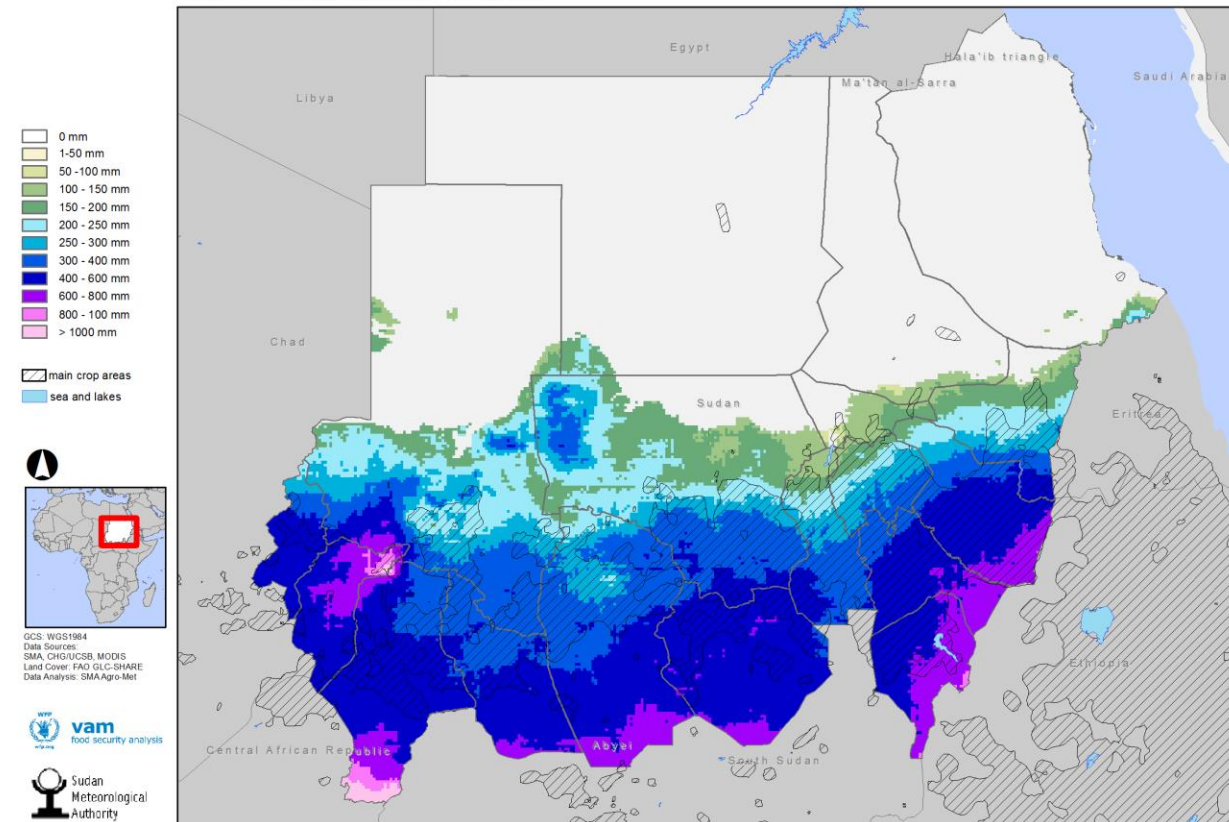 Egypt
Hala'ib triangle
Ma'tan al-Sarra
Saudi Arabia
Libya
0 mm
1-50 mm
50 -100 mm
100 - 150 mm
150 - 200 mm
200 - 250 mm
250 - 300 mm
300 - 400 mm
400 - 600 mm
600 - 800 mm
800 - 100 mm
> 1000 mm
main crop areas
sea and lakes
Chad
Sudan
Eritrea
Ethiopia
Central African Republic
Abyei
South Sudan
GCS: WGS1984
Data Sources:
SMA, CHG/UCSB, MODIS
Land Cover: FAO GLC-SHARE
Data Analysis: SMA Agro-Met
WFP
wfp.org
vam
food security analysis
Sudan
Meteorological
Authority